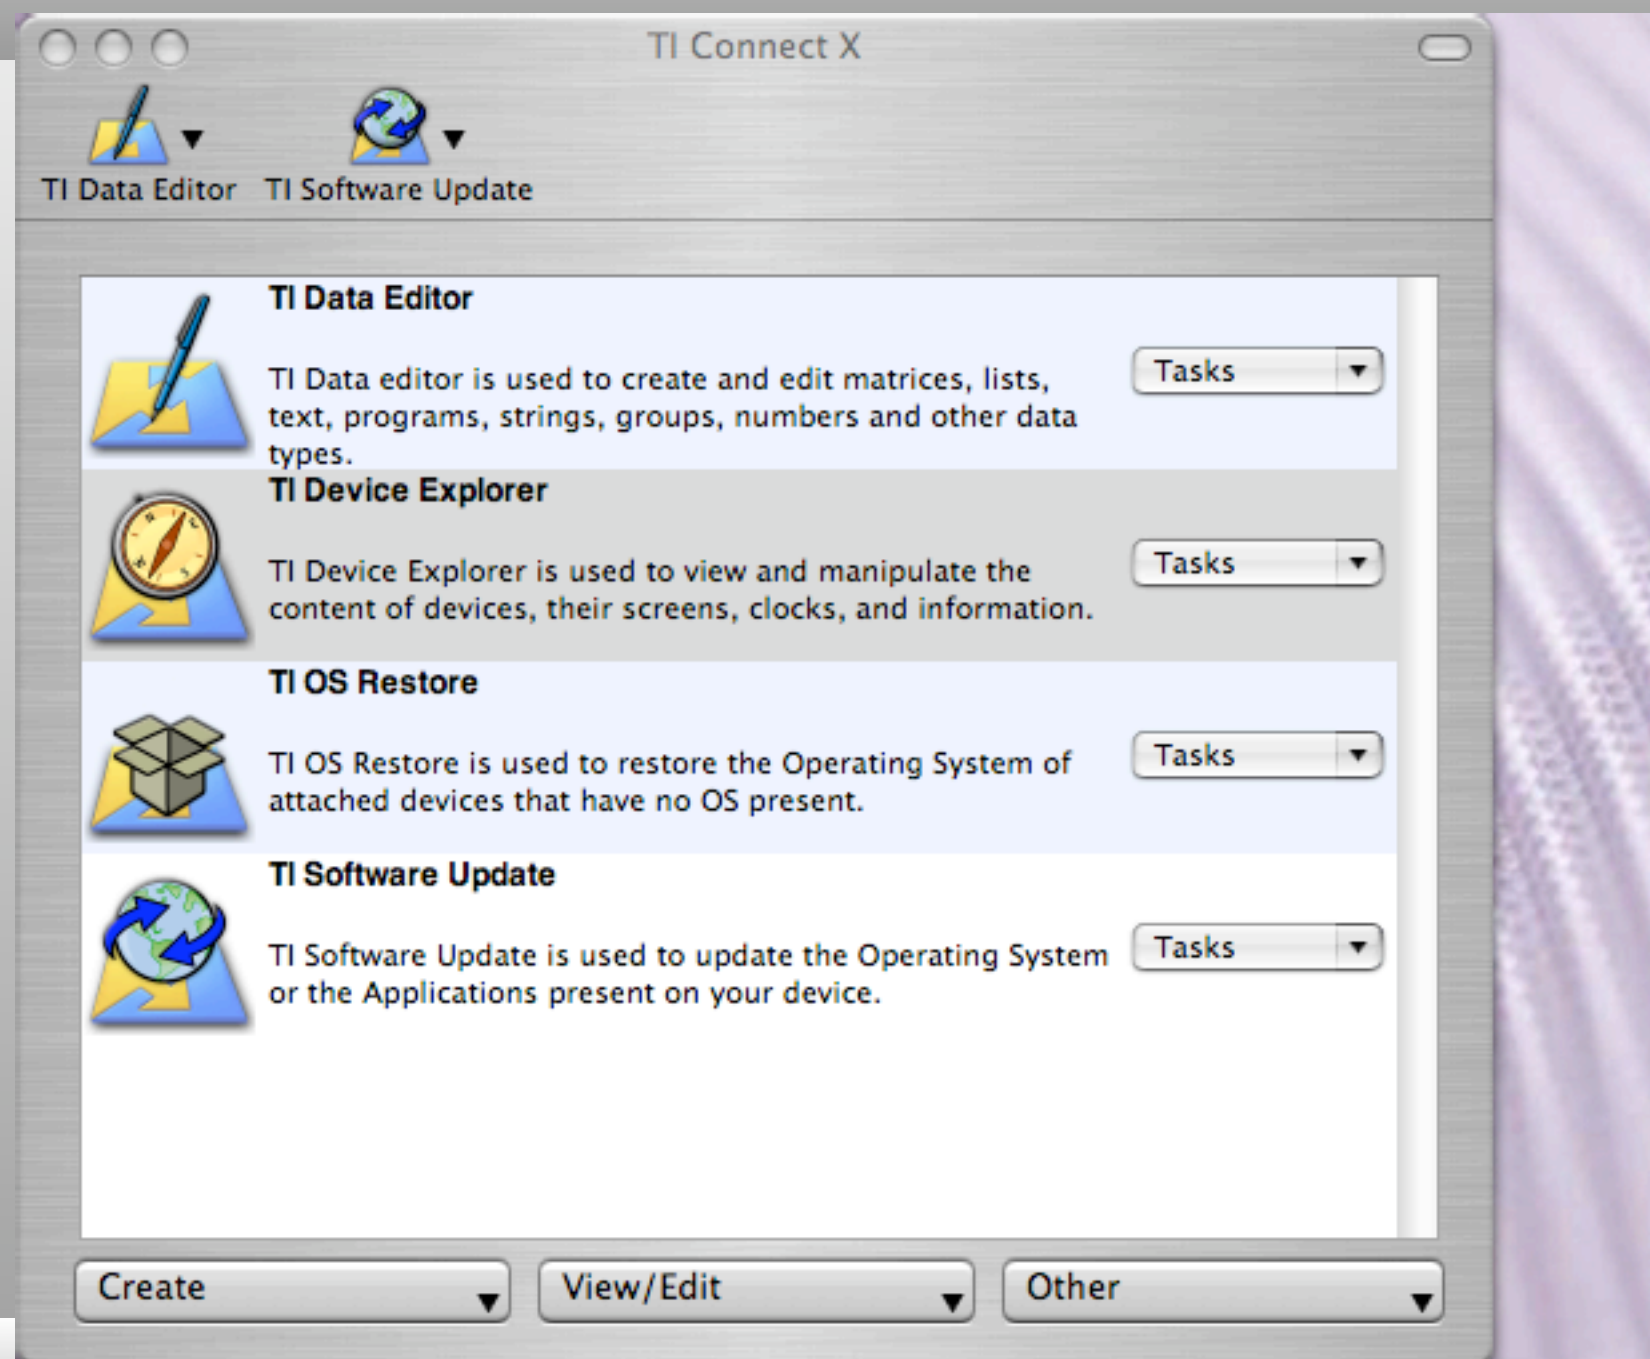 TI Connect X
TI Data Editor
TI Software Update
TI Data Editor
TI Data editor is used to create and edit matrices, lists,
text, programs, strings, groups, numbers and other data
types.
Tasks
TI Device Explorer
TI Device Explorer is used to view and manipulate the
content of devices, their screens, clocks, and information.
Tasks
TI OS Restore
TI OS Restore is used to restore the Operating System of
attached devices that have no OS present.
Tasks
TI Software Update
TI Software Update is used to update the Operating System
or the Applications present on your device.
Tasks
Create
View/Edit
Other